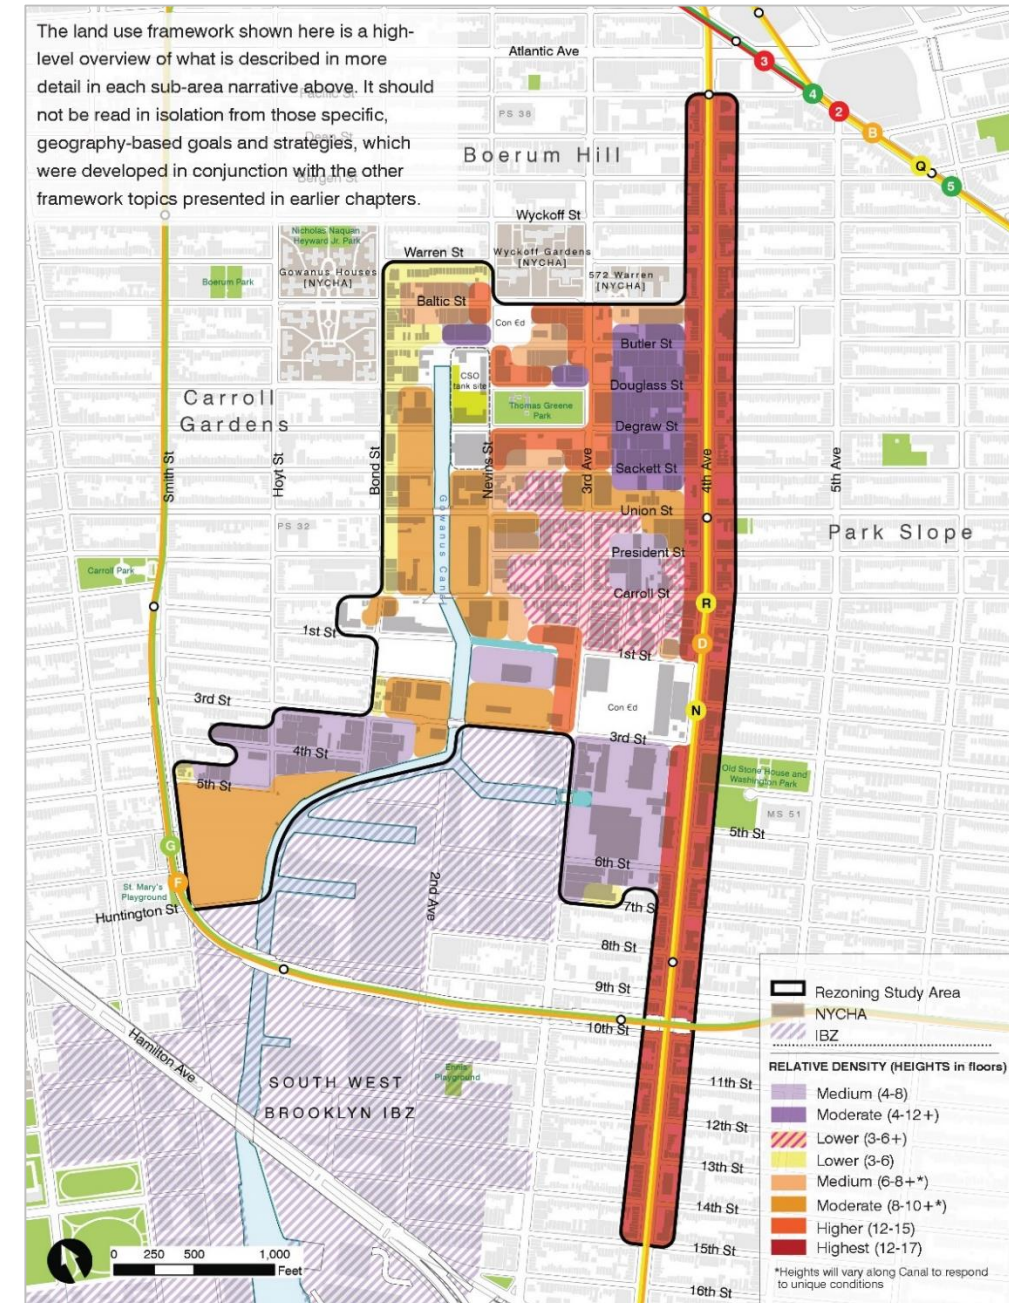 The land use framework shown here is a high-
level overview of what is described in more
detail in each sub-area narrative above. It should
not be read in isolation from those specific,
geography-based goals and strategies, which
were developed in conjunction with the other
framework topics presented in earlier chapters.
Atlantic Ave
Pacific St
Dean St
Bergen St
PS 38
Boerum Hill
3
4
2
B
Q
5
Wyckoff St
Nicholas Naquan
Heyward Jr. Park
Warren St
Wyckoff Gardens
[NYCHA]
Gowanus Houses
[NYCHA]
572 Warren
[NYCHA]
Boerum Park
Baltic St
Con Ed
Butler St
CSO
tank site
Douglass St
Carroll
Gardens
Thomas Greene
Park
Degraw St
Sackett St
Smith St
Hoyt St
Bond St
Nevins St
3rd Ave
4th Ave
5th Ave
Gowanus Canal
Union St
PS 32
Park Slope
President St
Carroll Park
Carroll St
R
1st St
D
1st St
3rd St
Con Ed
N
3rd St
4th St
5th St
Old Stone House and
Washington Park
MS 51
5th St
G
6th St
F
St. Mary's
Playground
Huntington St
2nd Ave
7th S
8th St
9th St
10th St
Hamilton Ave
Ennis
Playground
SOUTH WEST
BROOKLYN IBZ
11th St
12th St
13th St
14th St
15th St
16th St
Rezoning Study Area
NYCHA
IBZ
RELATIVE DENSITY (HEIGHTS in floors)
Medium (4-8)
Moderate (4-12+)
Lower (3-6+)
Lower (3-6)
Medium (6-8+*)
Moderate (8-10+*)
Higher (12-15)
Highest (12-17)
*Heights will vary along Canal to respond
to unique conditions
0 250 500 1,000
Feet